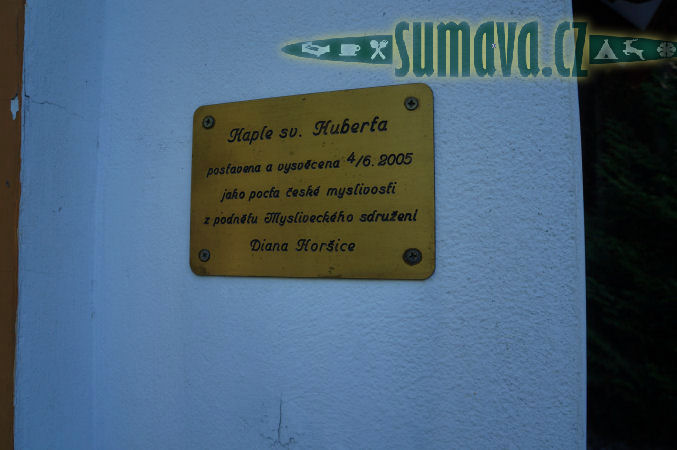 sumava.cz
Kaple sv. Huberta
postavena a vysvěcena 4/6. 2005
jako pocta české myslivosti
z podnětu Mysliveckého sdružení
Diana Horšice